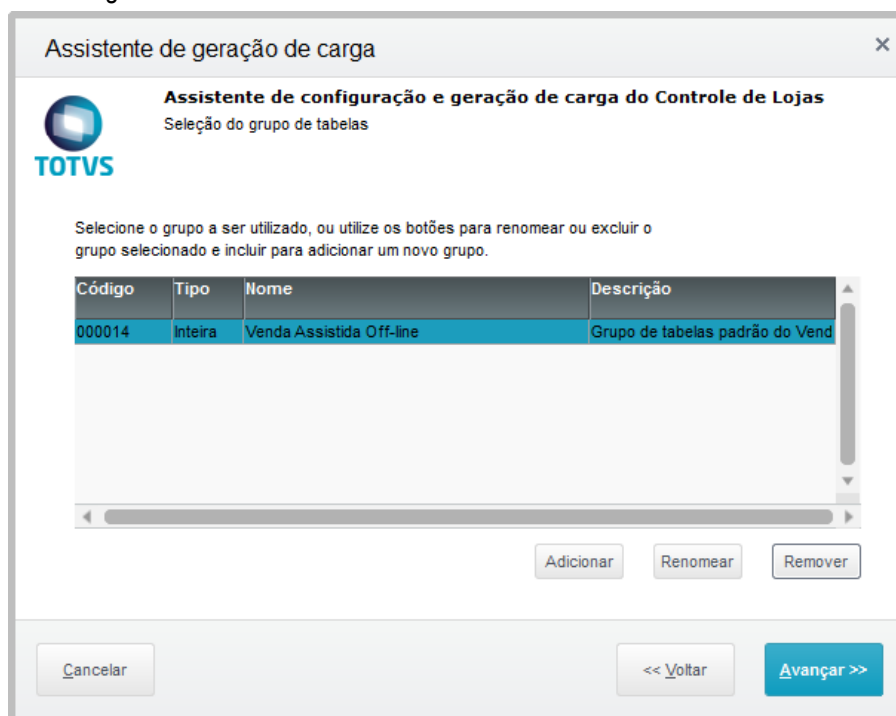 Assistente de geração de carga
×
TOTVS
Assistente de configuração e geração de carga do Controle de Lojas
Seleção do grupo de tabelas
Selecione o grupo a ser utilizado, ou utilize os botões para renomear ou excluir o
grupo selecionado e incluir para adicionar um novo grupo.
Código Tipo Nome Descrição
000014 Inteira Venda Assistida Off-line Grupo de tabelas padrão do Vend
Adicionar Renomear Remover
Cancelar << Voltar Avançar >>